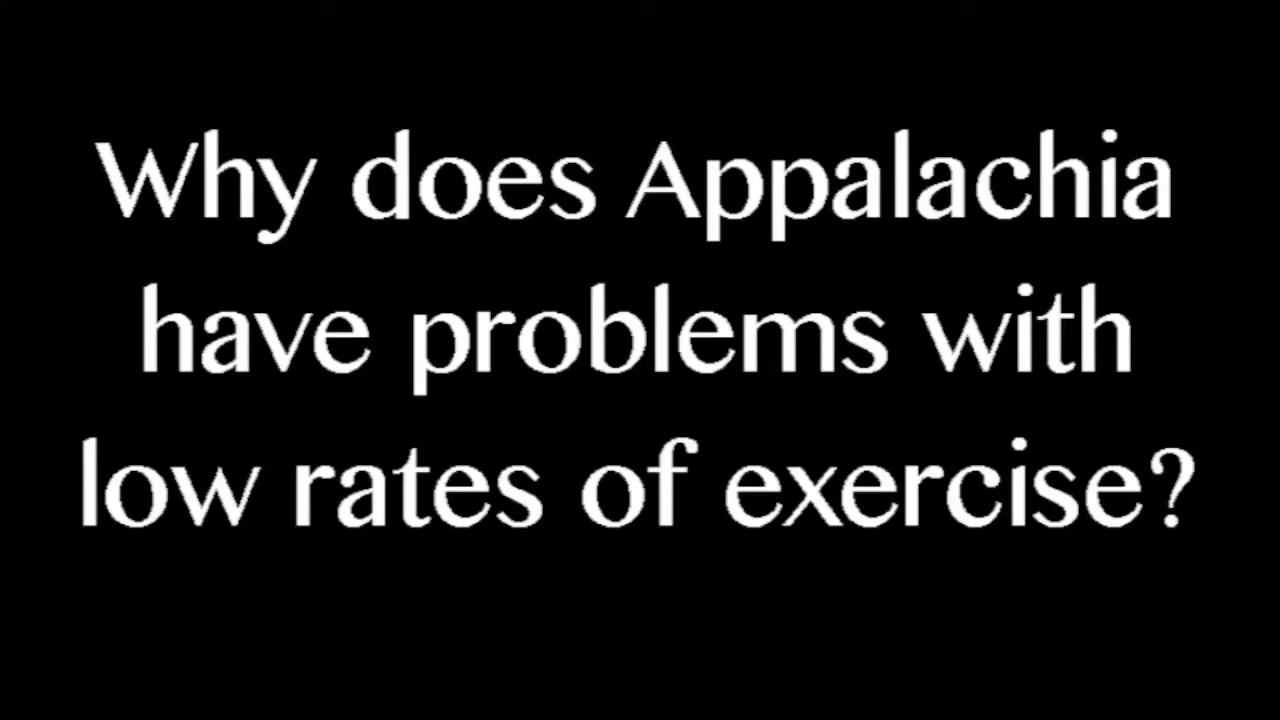 Why does Appalachia
have problems with
low rates of exercise?